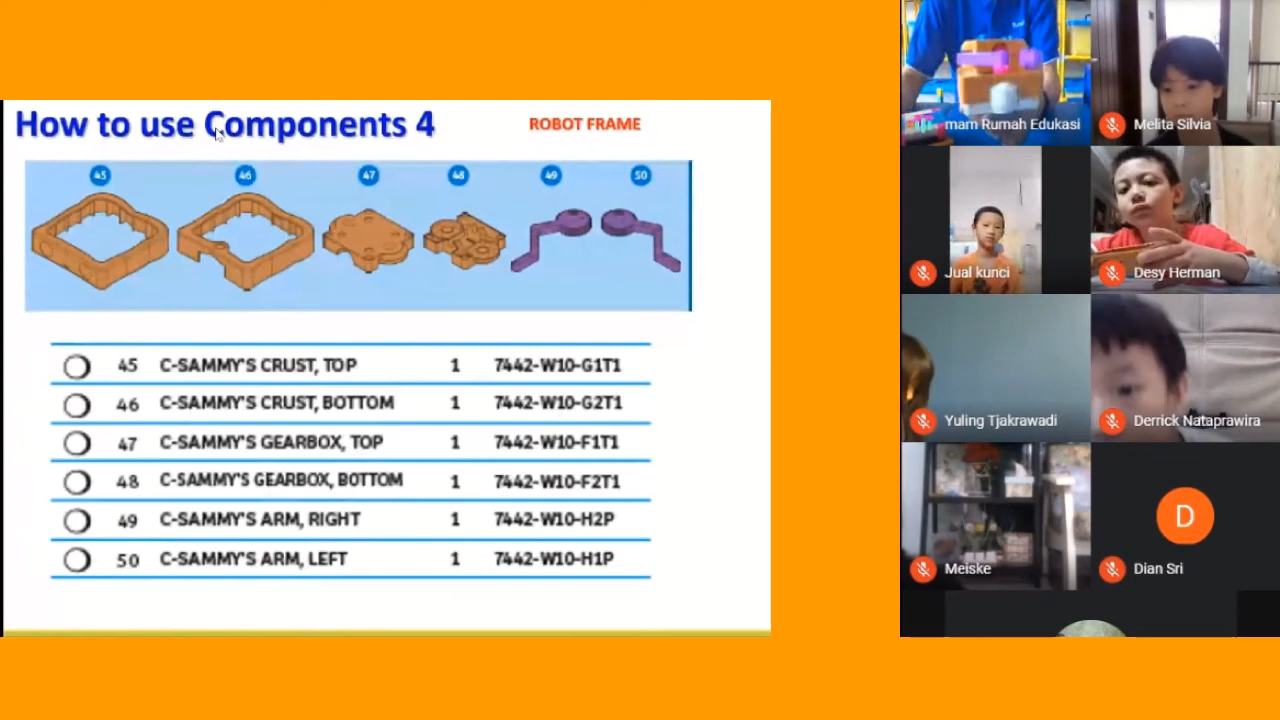 How to use Components 4
ROBOT FRAME
45 46 47 48 49 50
45 C-SAMMY'S CRUST, TOP 1 7442-W10-G1T1
46 C-SAMMY'S CRUST, BOTTOM 1 7442-W10-G2T1
47 C-SAMMY'S GEARBOX, TOP 1 7442-W10-F1T1
48 C-SAMMY'S GEARBOX, BOTTOM 1 7442-W10-F2T1
49 C-SAMMY'S ARM, RIGHT 1 7442-W10-H2P
50 C-SAMMY'S ARM, LEFT 1 7442-W10-H1P
mam Rumah Edukasi
Melita Silvia
Jual kunci
Desy Herman
Yuling Tjakrawadi
Derrick Nataprawira
Meiske
D
Dian Sri